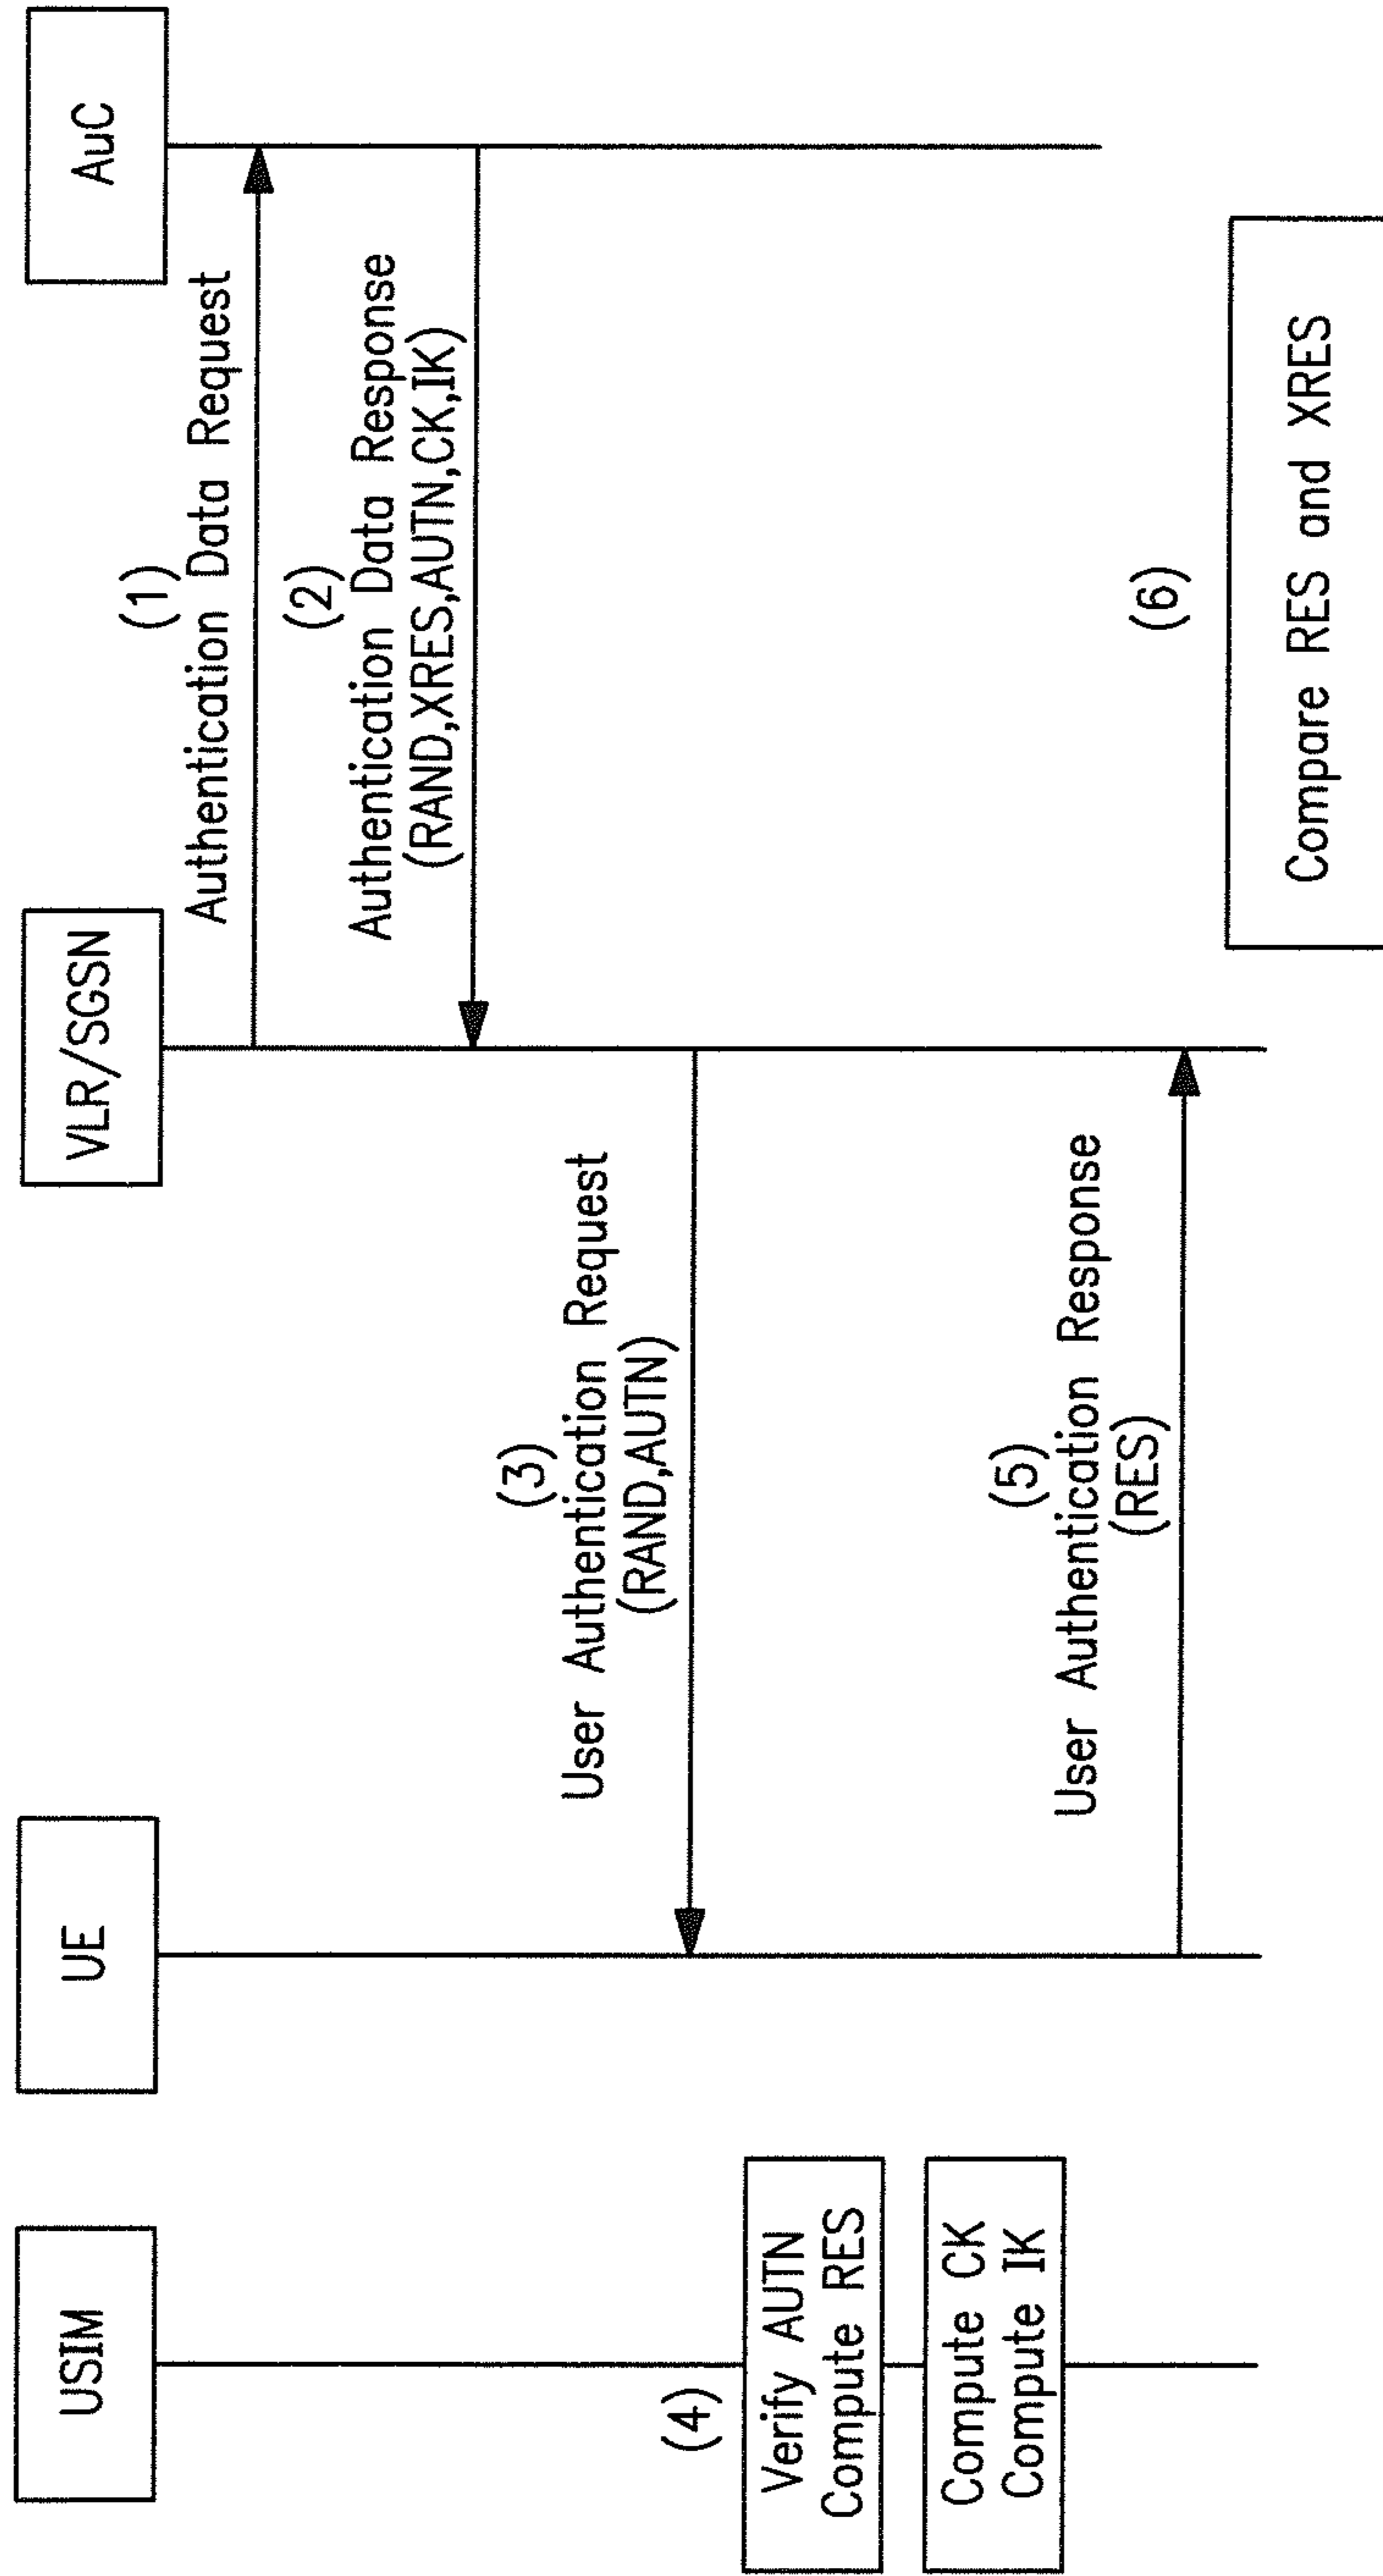 USIM
UE
VLR/SGSN
AuC
(1)
Authentication Data Request
(2)
Authentication Data Response
(RAND,XRES,AUTN,CK,IK)
(3)
User Authentication Request
(RAND,AUTN)
(4)
Verify AUTN
Compute RES
Compute CK
Compute IK
(5)
User Authentication Response
(RES)
(6)
Compare RES and XRES